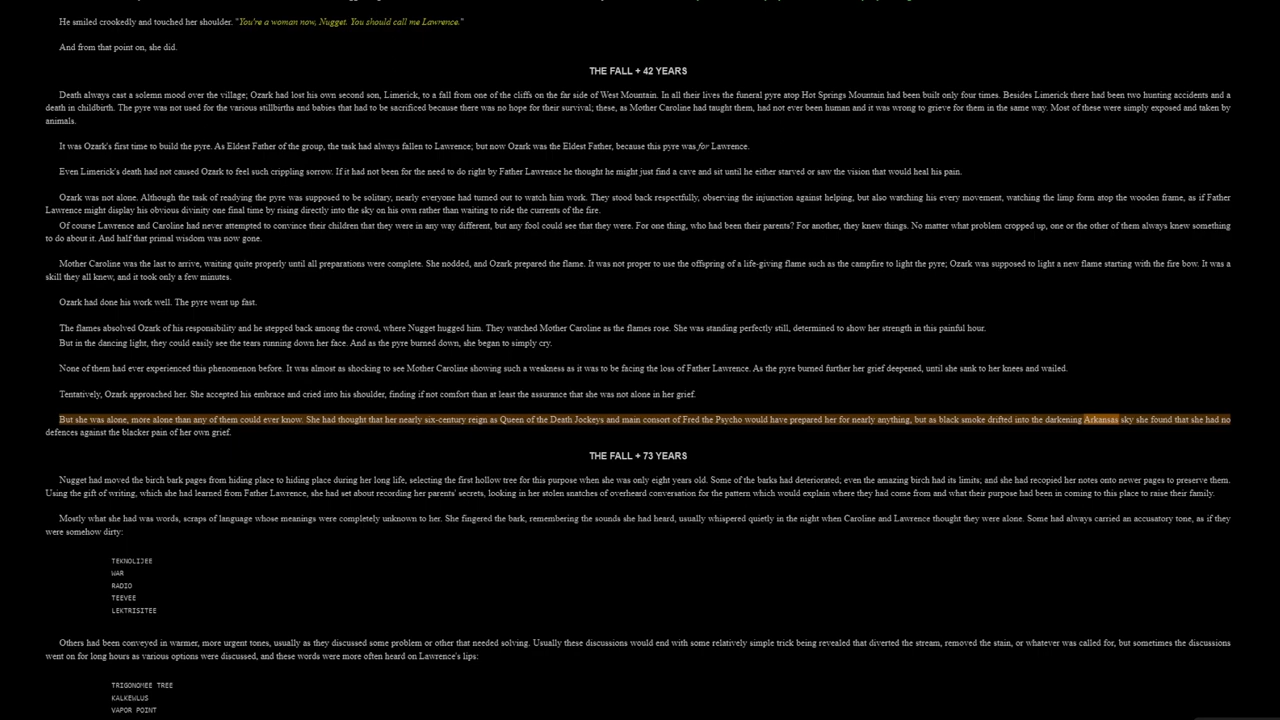 He smiled crookedly and touched her shoulder. "You're a woman now, Nugget. You should call me Lawrence."
And from that point on, she did.
THE FALL + 42 YEARS
Death always cast a solemn mood over the village; Ozark had lost his own second son, Limerick, to a fall from one of the cliffs on the far side of West Mountain. In all their lives the funeral pyre atop Hot Springs Mountain had been built only four times. Besides Limerick there had been two hunting accidents and a
death in childbirth. The pyre was not used for the various stillbirths and babies that had to be sacrificed because there was no hope for their survival; these, as Mother Caroline had taught them, had not ever been human and it was wrong to grieve for them in the same way. Most of these were simply exposed and taken by
animals.
It was Ozark's first time to build the pyre. As Eldest Father of the group, the task had always fallen to Lawrence; but now Ozark was the Eldest Father, because this pyre was for Lawrence.
Even Limerick's death had not caused Ozark to feel such crippling sorrow. If it had not been for the need to do right by Father Lawrence he thought he might just find a cave and sit until he either starved or saw the vision that would heal his pain.
Ozark was not alone. Although the task of readying the pyre was supposed to be solitary, nearly everyone had turned out to watch him work. They stood back respectfully, observing the injunction against helping, but also watching his every movement, watching the limp form atop the wooden frame, as if Father
Lawrence might display his obvious divinity one final time by rising directly into the sky on his own rather than waiting to ride the currents of the fire.
Of course Lawrence and Caroline had never attempted to convince their children that they were in any way different, but any fool could see that they were. For one thing, who had been their parents? For another, they knew things. No matter what problem cropped up, one or the other of them always knew something
to do about it. And half that primal wisdom was now gone.
Mother Caroline was the last to arrive, waiting quite properly until all preparations were complete. She nodded, and Ozark prepared the flame. It was not proper to use the offspring of a life-giving flame such as the campfire to light the pyre; Ozark was supposed to light a new flame starting with the fire bow. It was a
skill they all knew, and it took only a few minutes.
Ozark had done his work well. The pyre went up fast.
The flames absolved Ozark of his responsibility and he stepped back among the crowd, where Nugget hugged him. They watched Mother Caroline as the flames rose. She was standing perfectly still, determined to show her strength in this painful hour.
But in the dancing light, they could easily see the tears running down her face. And as the pyre burned down, she began to simply cry.
None of them had ever experienced this phenomenon before. It was almost as shocking to see Mother Caroline showing such a weakness as it was to be facing the loss of Father Lawrence. As the pyre burned further her grief deepened, until she sank to her knees and wailed.
Tentatively, Ozark approached her. She accepted his embrace and cried into his shoulder, finding if not comfort than at least the assurance that she was not alone in her grief.
But she was alone, more alone than any of them could ever know. She had thought that her nearly six-century reign as Queen of the Death Jockeys and main consort of Fred the Psycho would have prepared her for nearly anything, but as black smoke drifted into the darkening Arkansas sky she found that she had no
defences against the blacker pain of her own grief.
THE FALL + 73 YEARS
Nugget had moved the birch bark pages from hiding place to hiding place during her long life, selecting the first hollow tree for this purpose when she was only eight years old. Some of the barks had deteriorated; even the amazing birch had its limits; and she had recopied her notes onto newer pages to preserve them.
Using the gift of writing, which she had learned from Father Lawrence, she had set about recording her parents' secrets, looking in her stolen snatches of overheard conversation for the pattern which would explain where they had come from and what their purpose had been in coming to this place to raise their family.
Mostly what she had was words, scraps of language whose meanings were completely unknown to her. She fingered the bark, remembering the sounds she had heard, usually whispered quietly in the night when Caroline and Lawrence thought they were alone. Some had always carried an accusatory tone, as if they
were somehow dirty:
TEKNOLIJEE
WAR
RADIO
TEEVEE
LEKTRISITEE
Others had been conveyed in warmer, more urgent tones, usually as they discussed some problem or other that needed solving. Usually these discussions would end with some relatively simple trick being revealed that diverted the stream, removed the stain, or whatever was called for, but sometimes the discussions
went on for long hours as various options were discussed, and these words were more often heard on Lawrence's lips:
TRIGONOMEE TREE
KALKEWLUS
VAPOR POINT